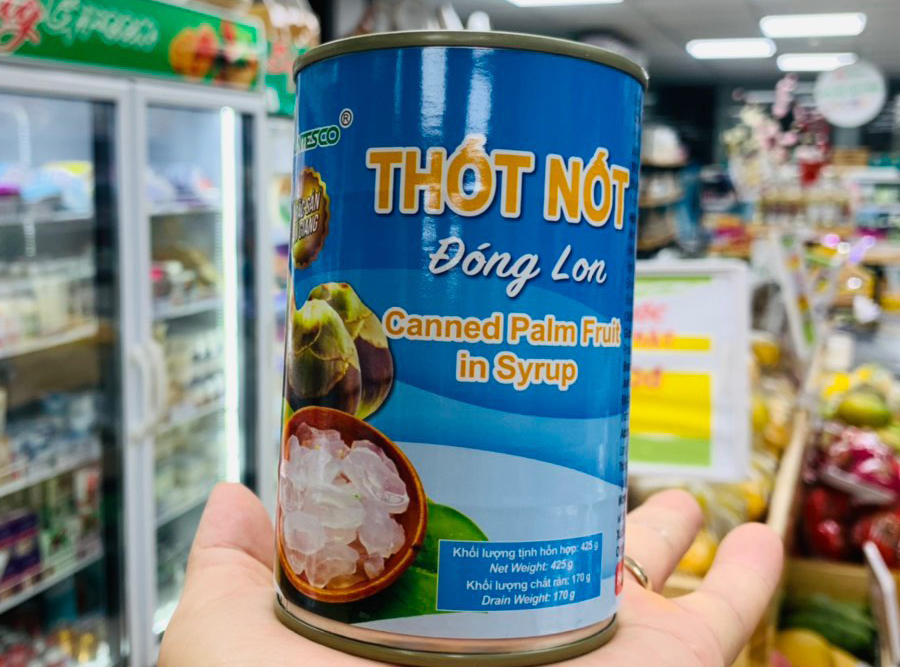 THỐT NỐT
Đóng Lon
Canned Palm Fruit
in Syrup
Khối lượng tịnh hỗn hợp: 425 g
Net Weight: 425 g
Khối lượng chất rắn: 170 g
Drain Weight: 170 g